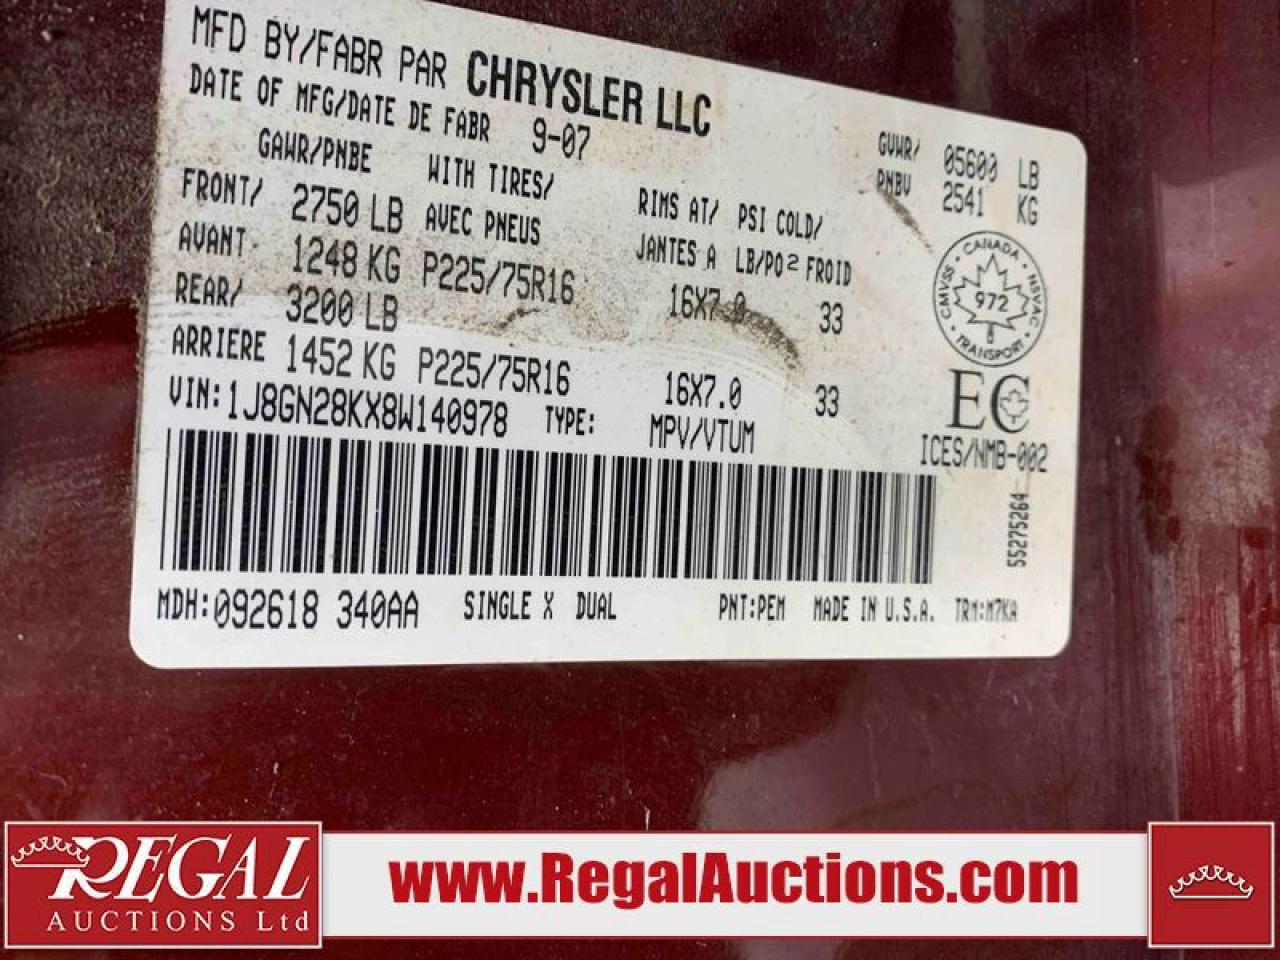 MFD BY/FABR PAR CHRYSLER LLC
DATE OF MFG/DATE DE FABR 9-07
GVWR/ 05600 LB
PNBV 2541 KG
GAWR/PNBE WITH TIRES/ RIMS AT/ PSI COLD/
FRONT/ 2750 LB AVEC PNEUS JANTES A LB/PO² FROID
AVANT 1248 KG P225/75R16 16X7.0 33
REAR/ 3200 LB
ARRIERE 1452 KG P225/75R16 16X7.0 33
VIN:1J8GN28KX8W140978 TYPE: MPV/VTUM
CANADA
CMVSS · NSVAC
972
TRANSPORT
EC
ICES/NMB-002
55275264
MDH:092618 340AA SINGLE X DUAL PNT:PEM MADE IN U.S.A. TRM:M7KA
REGAL
AUCTIONS Ltd
www.RegalAuctions.com